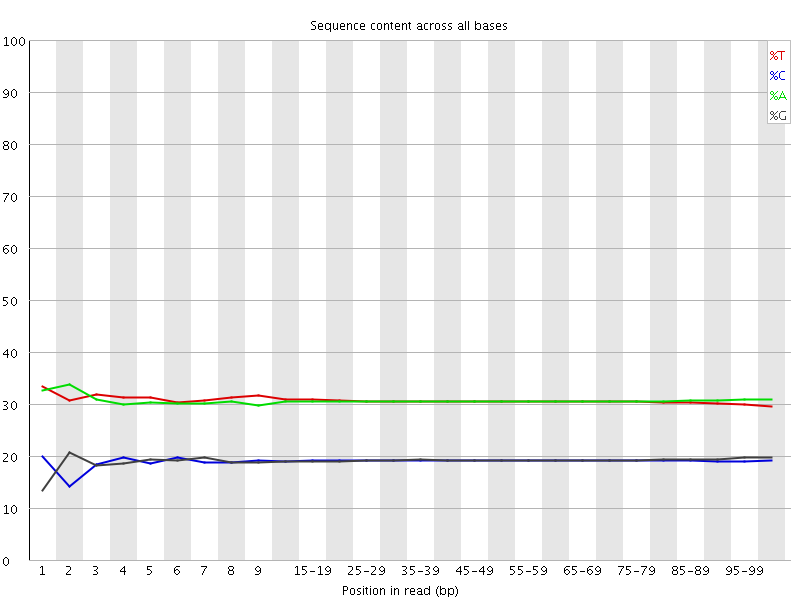 Sequence content across all bases
100
90
80
70
60
50
40
30
20
10
0
%T
%C
%A
%G
1 2 3 4 5 6 7 8 9 15-19 25-29 35-39 45-49 55-59 65-69 75-79 85-89 95-99
Position in read (bp)